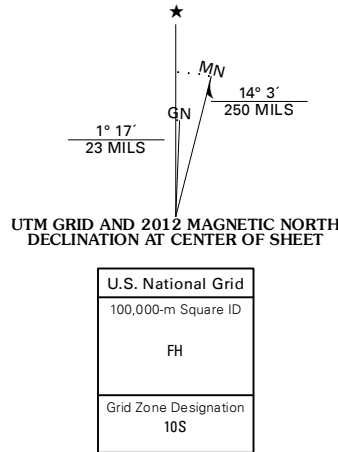 ★
MN
GN
14° 3´
250 MILS
1° 17´
23 MILS
UTM GRID AND 2012 MAGNETIC NORTH
DECLINATION AT CENTER OF SHEET
U.S. National Grid
100,000-m Square ID
FH
Grid Zone Designation
10S